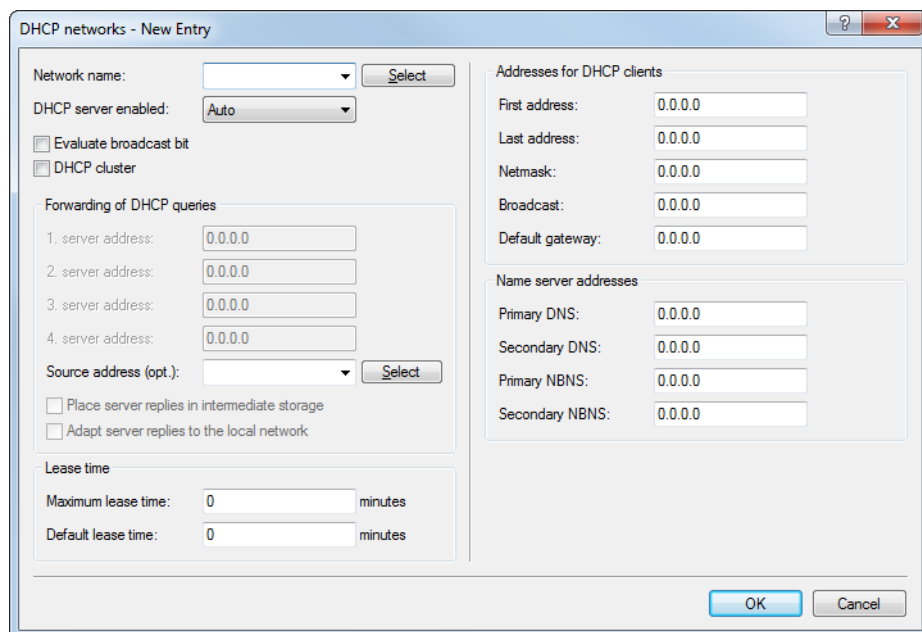 DHCP networks - New Entry
?
Network name:
Select
DHCP server enabled:
Auto
Evaluate broadcast bit
DHCP cluster
Forwarding of DHCP queries
1. server address:
0.0.0.0
2. server address:
0.0.0.0
3. server address:
0.0.0.0
4. server address:
0.0.0.0
Source address (opt.):
Select
Place server replies in intermediate storage
Adapt server replies to the local network
Lease time
Maximum lease time:
0
minutes
Default lease time:
0
minutes
Addresses for DHCP clients
First address:
0.0.0.0
Last address:
0.0.0.0
Netmask:
0.0.0.0
Broadcast:
0.0.0.0
Default gateway:
0.0.0.0
Name server addresses
Primary DNS:
0.0.0.0
Secondary DNS:
0.0.0.0
Primary NBNS:
0.0.0.0
Secondary NBNS:
0.0.0.0
OK
Cancel